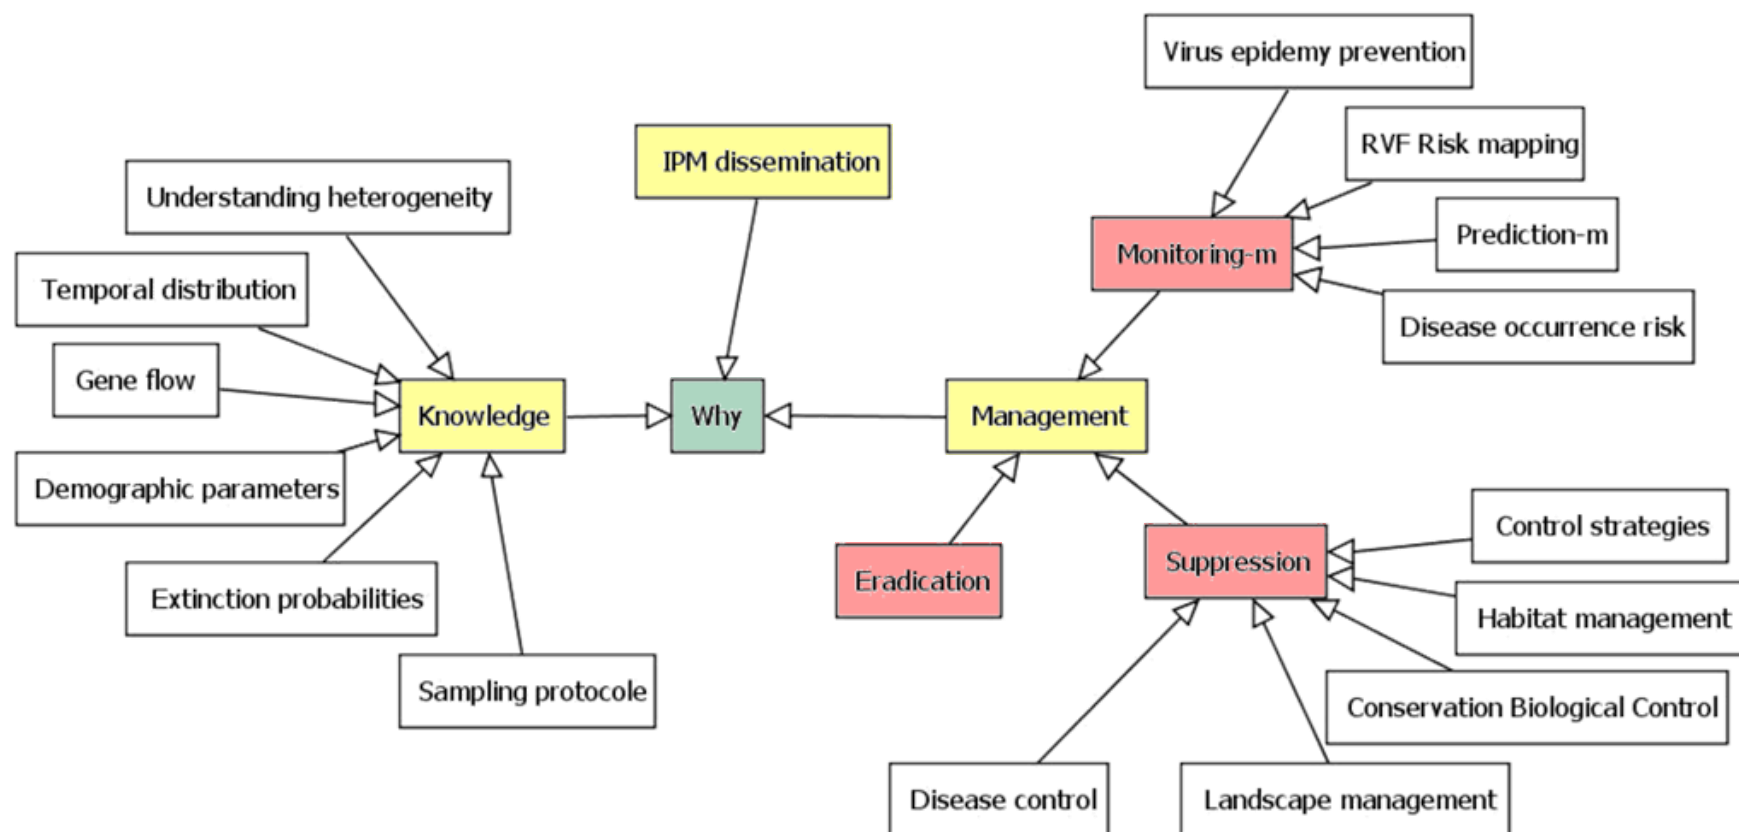 Virus epidemy prevention
RVF Risk mapping
IPM dissemination
Understanding heterogeneity
Prediction-m
Monitoring-m
Temporal distribution
Disease occurrence risk
Gene flow
Knowledge
Why
Management
Demographic parameters
Control strategies
Suppression
Eradication
Extinction probabilities
Habitat management
Sampling protocole
Conservation Biological Control
Disease control
Landscape management